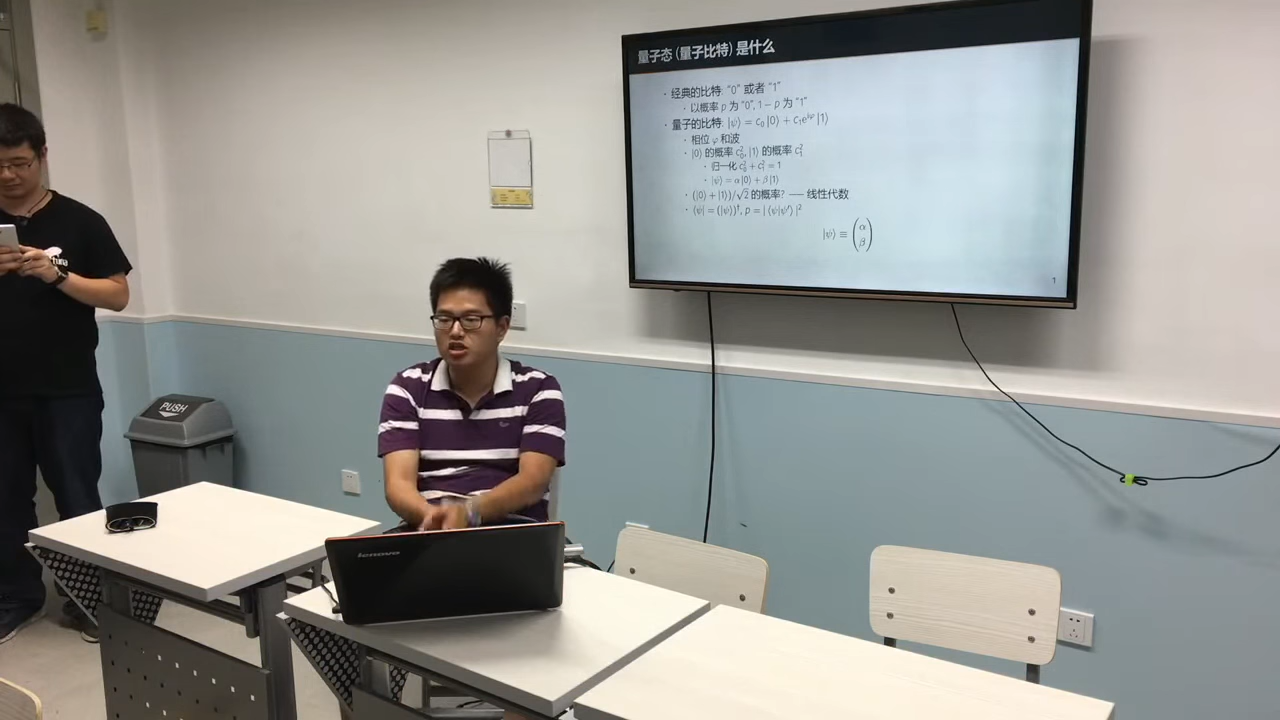 量子态 (量子比特) 是什么
· 经典的比特: “0” 或者 “1”
· 以概率 p 为 “0”, 1 − p 为 “1”
· 量子的比特: |ψ⟩ = c₀ |0⟩ + c₁e^{iφ} |1⟩
· 相位 φ 和波
· |0⟩ 的概率 c₀², |1⟩ 的概率 c₁²
· 归一化 c₀² + c₁² = 1
· |ψ⟩ = α |0⟩ + β |1⟩
· (|0⟩ + |1⟩)/√2 的概率? —— 线性代数
· ⟨ψ| = (|ψ⟩)†, p = | ⟨ψ|ψ′⟩ |²
|ψ⟩ ≡ (α
β)
1
PUSH
lenovo